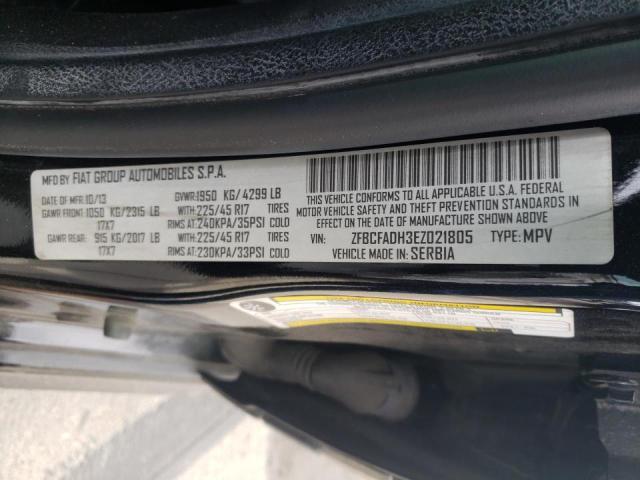 MFD BY FIAT GROUP AUTOMOBILES S.P.A.
DATE OF MFR 10/13 GVWR:1950 KG/4299 LB
GAWR FRONT:1050 KG/2315 LB WITH:225/45 R17 TIRES
17X7 RIMS AT:240KPA/35PSI COLD
GAWR REAR: 915 KG/2017 LB WITH:225/45 R17 TIRES
17X7 RIMS AT:230KPA/33PSI COLD
THIS VEHICLE CONFORMS TO ALL APPLICABLE U.S.A. FEDERAL
MOTOR VEHICLE SAFETY, BUMPER, AND THEFT PREVENTION STANDARDS IN
EFFECT ON THE DATE OF MANUFACTURE SHOWN ABOVE.
VIN: ZFBCFADH3EZ021805 TYPE: MPV
VEHICLE MADE IN: SERBIA